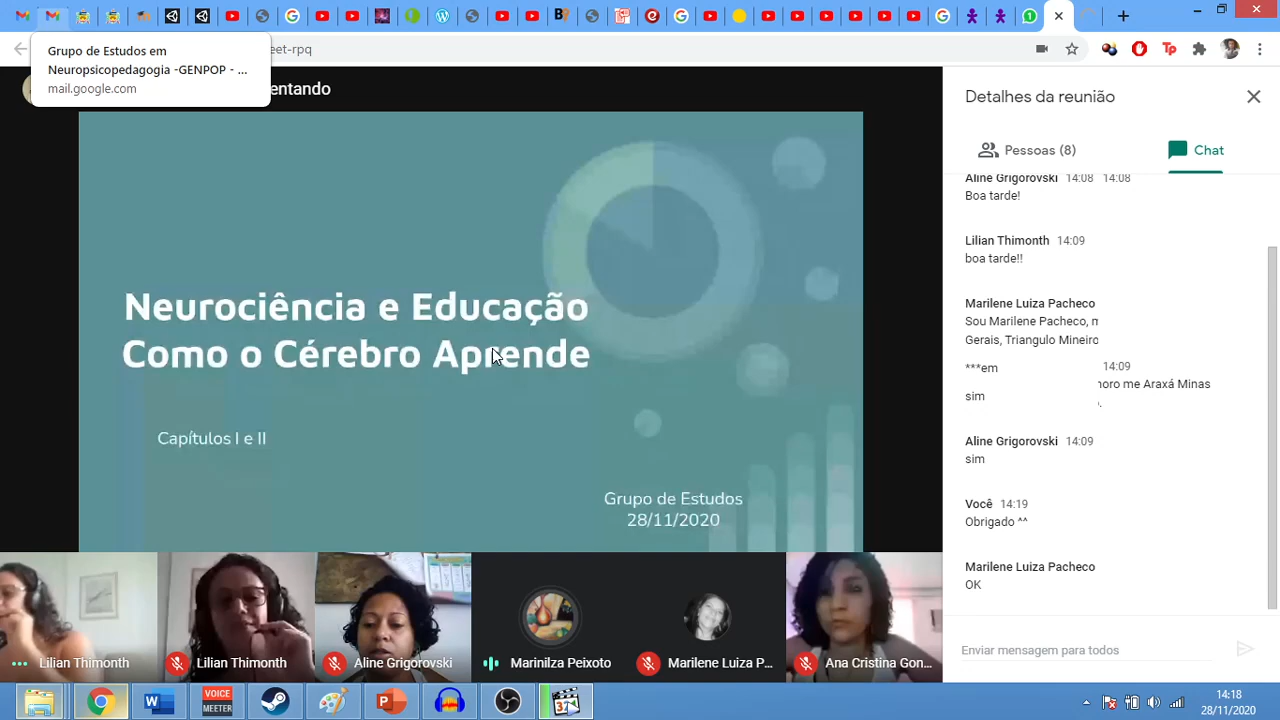 Grupo de Estudos em
Neuropsicopedagogia -GENPOP - ...
mail.google.com
eet-rpq
entando
Detalhes da reunião
Pessoas (8)
Chat
Aline Grigorovski 14:08 14:08
Boa tarde!
Lilian Thimonth 14:09
boa tarde!!
Marilene Luiza Pacheco
Sou Marilene Pacheco, m
Gerais, Triangulo Mineiro
14:09
***em
noro me Araxá Minas
sim
.
Aline Grigorovski 14:09
sim
Você 14:19
Obrigado ^^
Marilene Luiza Pacheco
OK
Enviar mensagem para todos
Neurociência e Educação
Como o Cérebro Aprende
Capítulos I e II
Grupo de Estudos
28/11/2020
Lilian Thimonth
Lilian Thimonth
Aline Grigorovski
Marinilza Peixoto
Marilene Luiza P...
Ana Cristina Gon...
VOICE
MEETER
14:18
28/11/2020